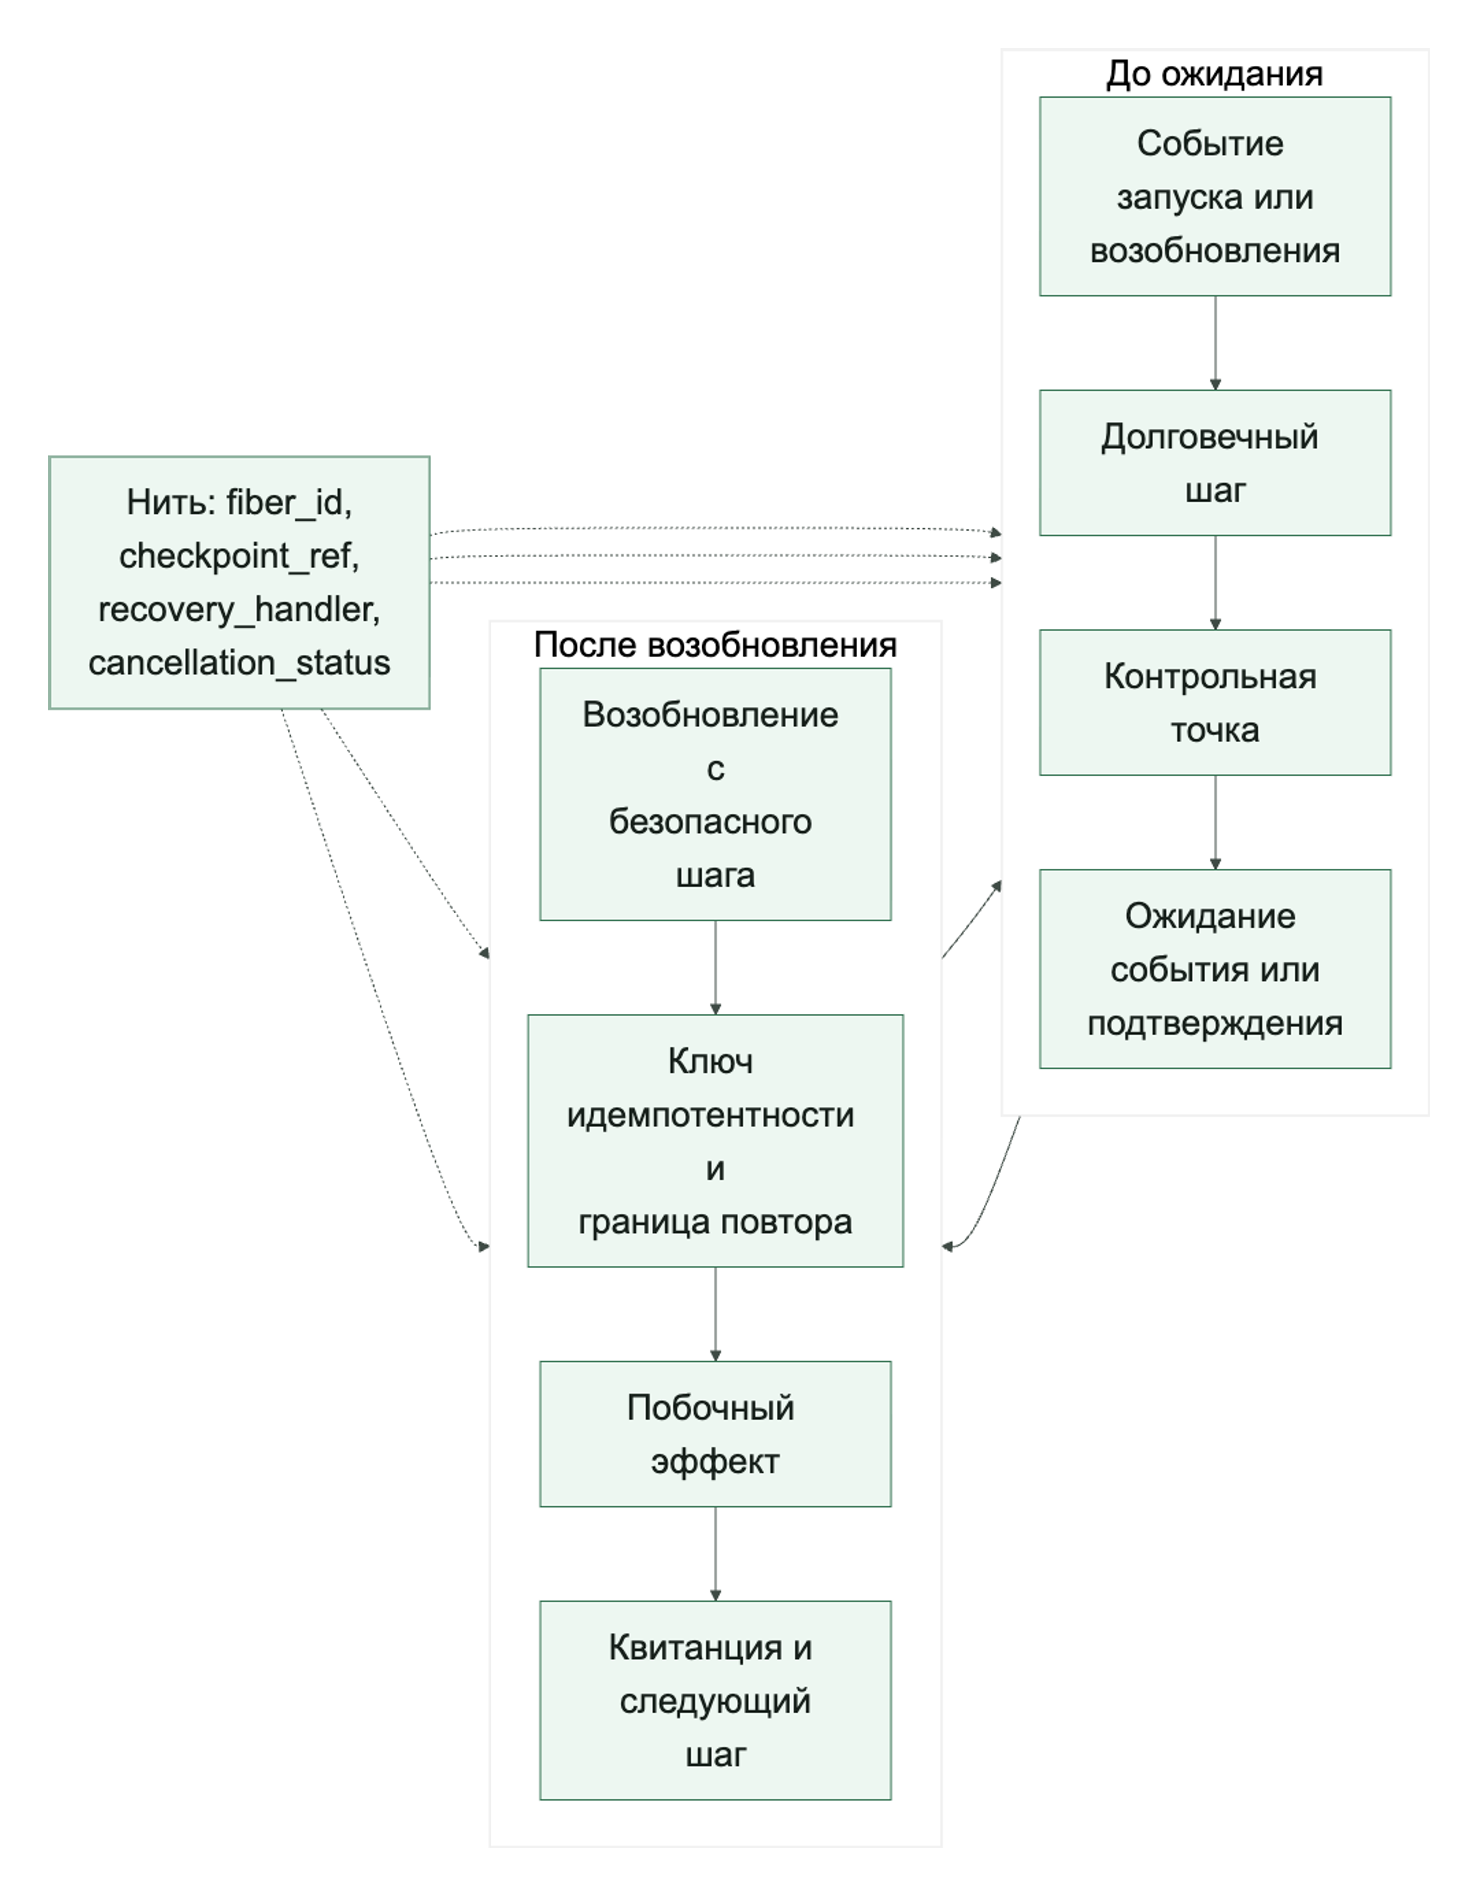 До ожидания
Событие
запуска или
возобновления
Долговечный
шаг
Контрольная
точка
Ожидание
события или
подтверждения
Нить: fiber_id,
checkpoint_ref,
recovery_handler,
cancellation_status
После возобновления
Возобновление
с
безопасного
шага
Ключ
идемпотентности
и
граница повтора
Побочный
эффект
Квитанция и
следующий
шаг